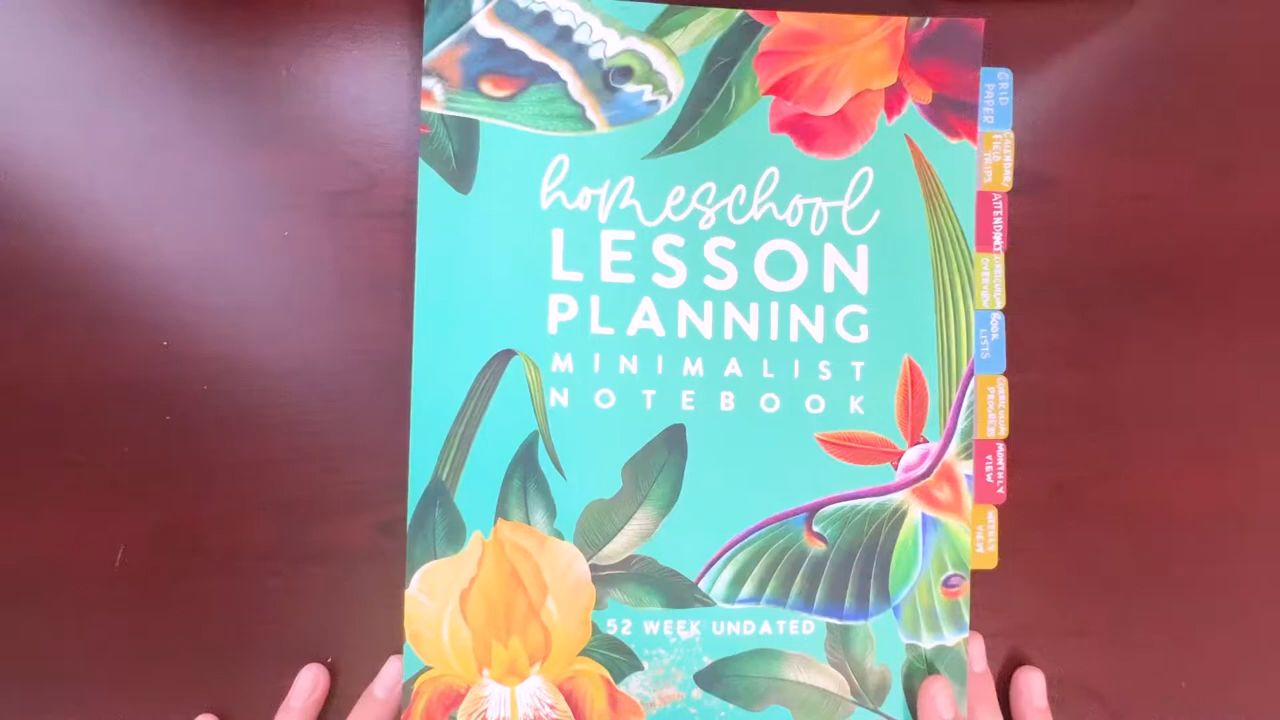 homeschool
LESSON
PLANNING
MINIMALIST
NOTEBOOK
52 WEEK UNDATED
GRID
PAPER
CALENDAR/
FIELD
TRIPS
ATTENDANCE
CURRICULUM
OVERVIEW
BOOK
LISTS
CURRICULUM
PROGRESS
MONTHLY
VIEW
WEEKLY
VIEW